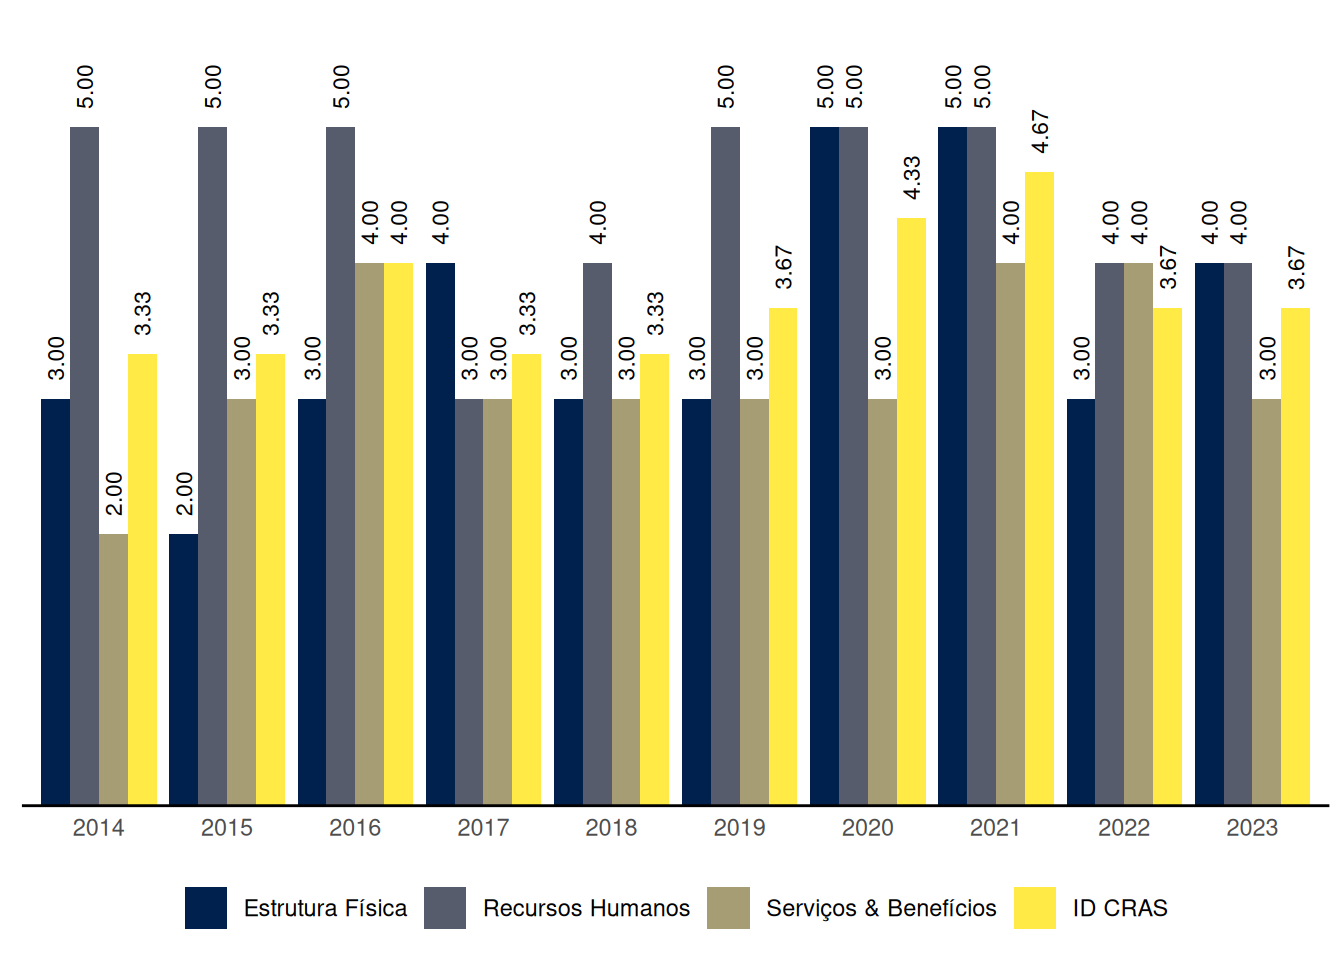 5.00 5.00 5.00 5.00 5.00 5.00 5.00 5.00
4.67
4.33
4.00 4.00 4.00 4.00 4.00 4.00 4.00 4.00 4.00
3.67 3.67 3.67
3.33 3.33 3.33 3.33
3.00 3.00 3.00 3.00 3.00 3.00 3.00 3.00 3.00 3.00 3.00 3.00
2.00 2.00
2014 2015 2016 2017 2018 2019 2020 2021 2022 2023
Estrutura Física Recursos Humanos Serviços & Benefícios ID CRAS